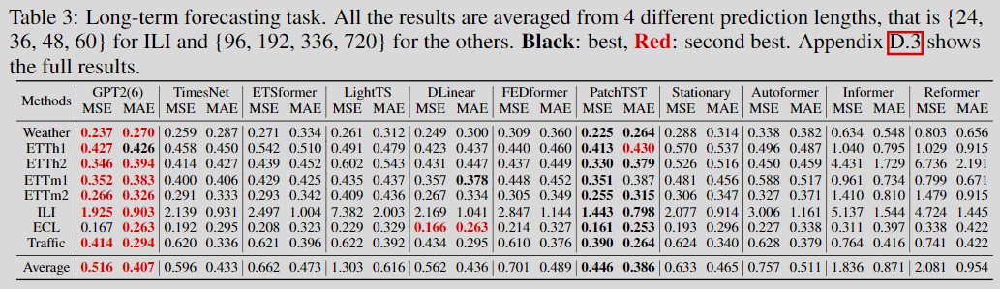 Table 3: Long-term forecasting task. All the results are averaged from 4 different prediction lengths, that is {24,
36, 48, 60} for ILI and {96, 192, 336, 720} for the others. Black: best, Red: second best. Appendix D.3 shows
the full results.
Methods GPT2(6) TimesNet ETSformer LightTS DLinear FEDformer PatchTST Stationary Autoformer Informer Reformer
MSE MAE MSE MAE MSE MAE MSE MAE MSE MAE MSE MAE MSE MAE MSE MAE MSE MAE MSE MAE MSE MAE
Weather 0.237 0.270 0.259 0.287 0.271 0.334 0.261 0.312 0.249 0.300 0.309 0.360 0.225 0.264 0.288 0.314 0.338 0.382 0.634 0.548 0.803 0.656
ETTh1 0.427 0.426 0.458 0.450 0.542 0.510 0.491 0.479 0.423 0.437 0.440 0.460 0.413 0.430 0.570 0.537 0.496 0.487 1.040 0.795 1.029 0.915
ETTh2 0.346 0.394 0.414 0.427 0.439 0.452 0.602 0.543 0.431 0.447 0.437 0.449 0.330 0.379 0.526 0.516 0.450 0.459 4.431 1.729 6.736 2.191
ETTm1 0.352 0.383 0.400 0.406 0.429 0.425 0.435 0.437 0.357 0.378 0.448 0.452 0.351 0.387 0.481 0.456 0.588 0.517 0.961 0.734 0.799 0.671
ETTm2 0.266 0.326 0.291 0.333 0.293 0.342 0.409 0.436 0.267 0.334 0.305 0.349 0.255 0.315 0.306 0.347 0.327 0.371 1.410 0.810 1.479 0.915
ILI 1.925 0.903 2.139 0.931 2.497 1.004 7.382 2.003 2.169 1.041 2.847 1.144 1.443 0.798 2.077 0.914 3.006 1.161 5.137 1.544 4.724 1.445
ECL 0.167 0.263 0.192 0.295 0.208 0.323 0.229 0.329 0.166 0.263 0.214 0.327 0.161 0.253 0.193 0.296 0.227 0.338 0.311 0.397 0.338 0.422
Traffic 0.414 0.294 0.620 0.336 0.621 0.396 0.622 0.392 0.434 0.295 0.610 0.376 0.390 0.264 0.624 0.340 0.628 0.379 0.764 0.416 0.741 0.422
Average 0.516 0.407 0.596 0.433 0.662 0.473 1.303 0.616 0.562 0.436 0.701 0.489 0.446 0.386 0.633 0.465 0.757 0.511 1.836 0.871 2.081 0.954